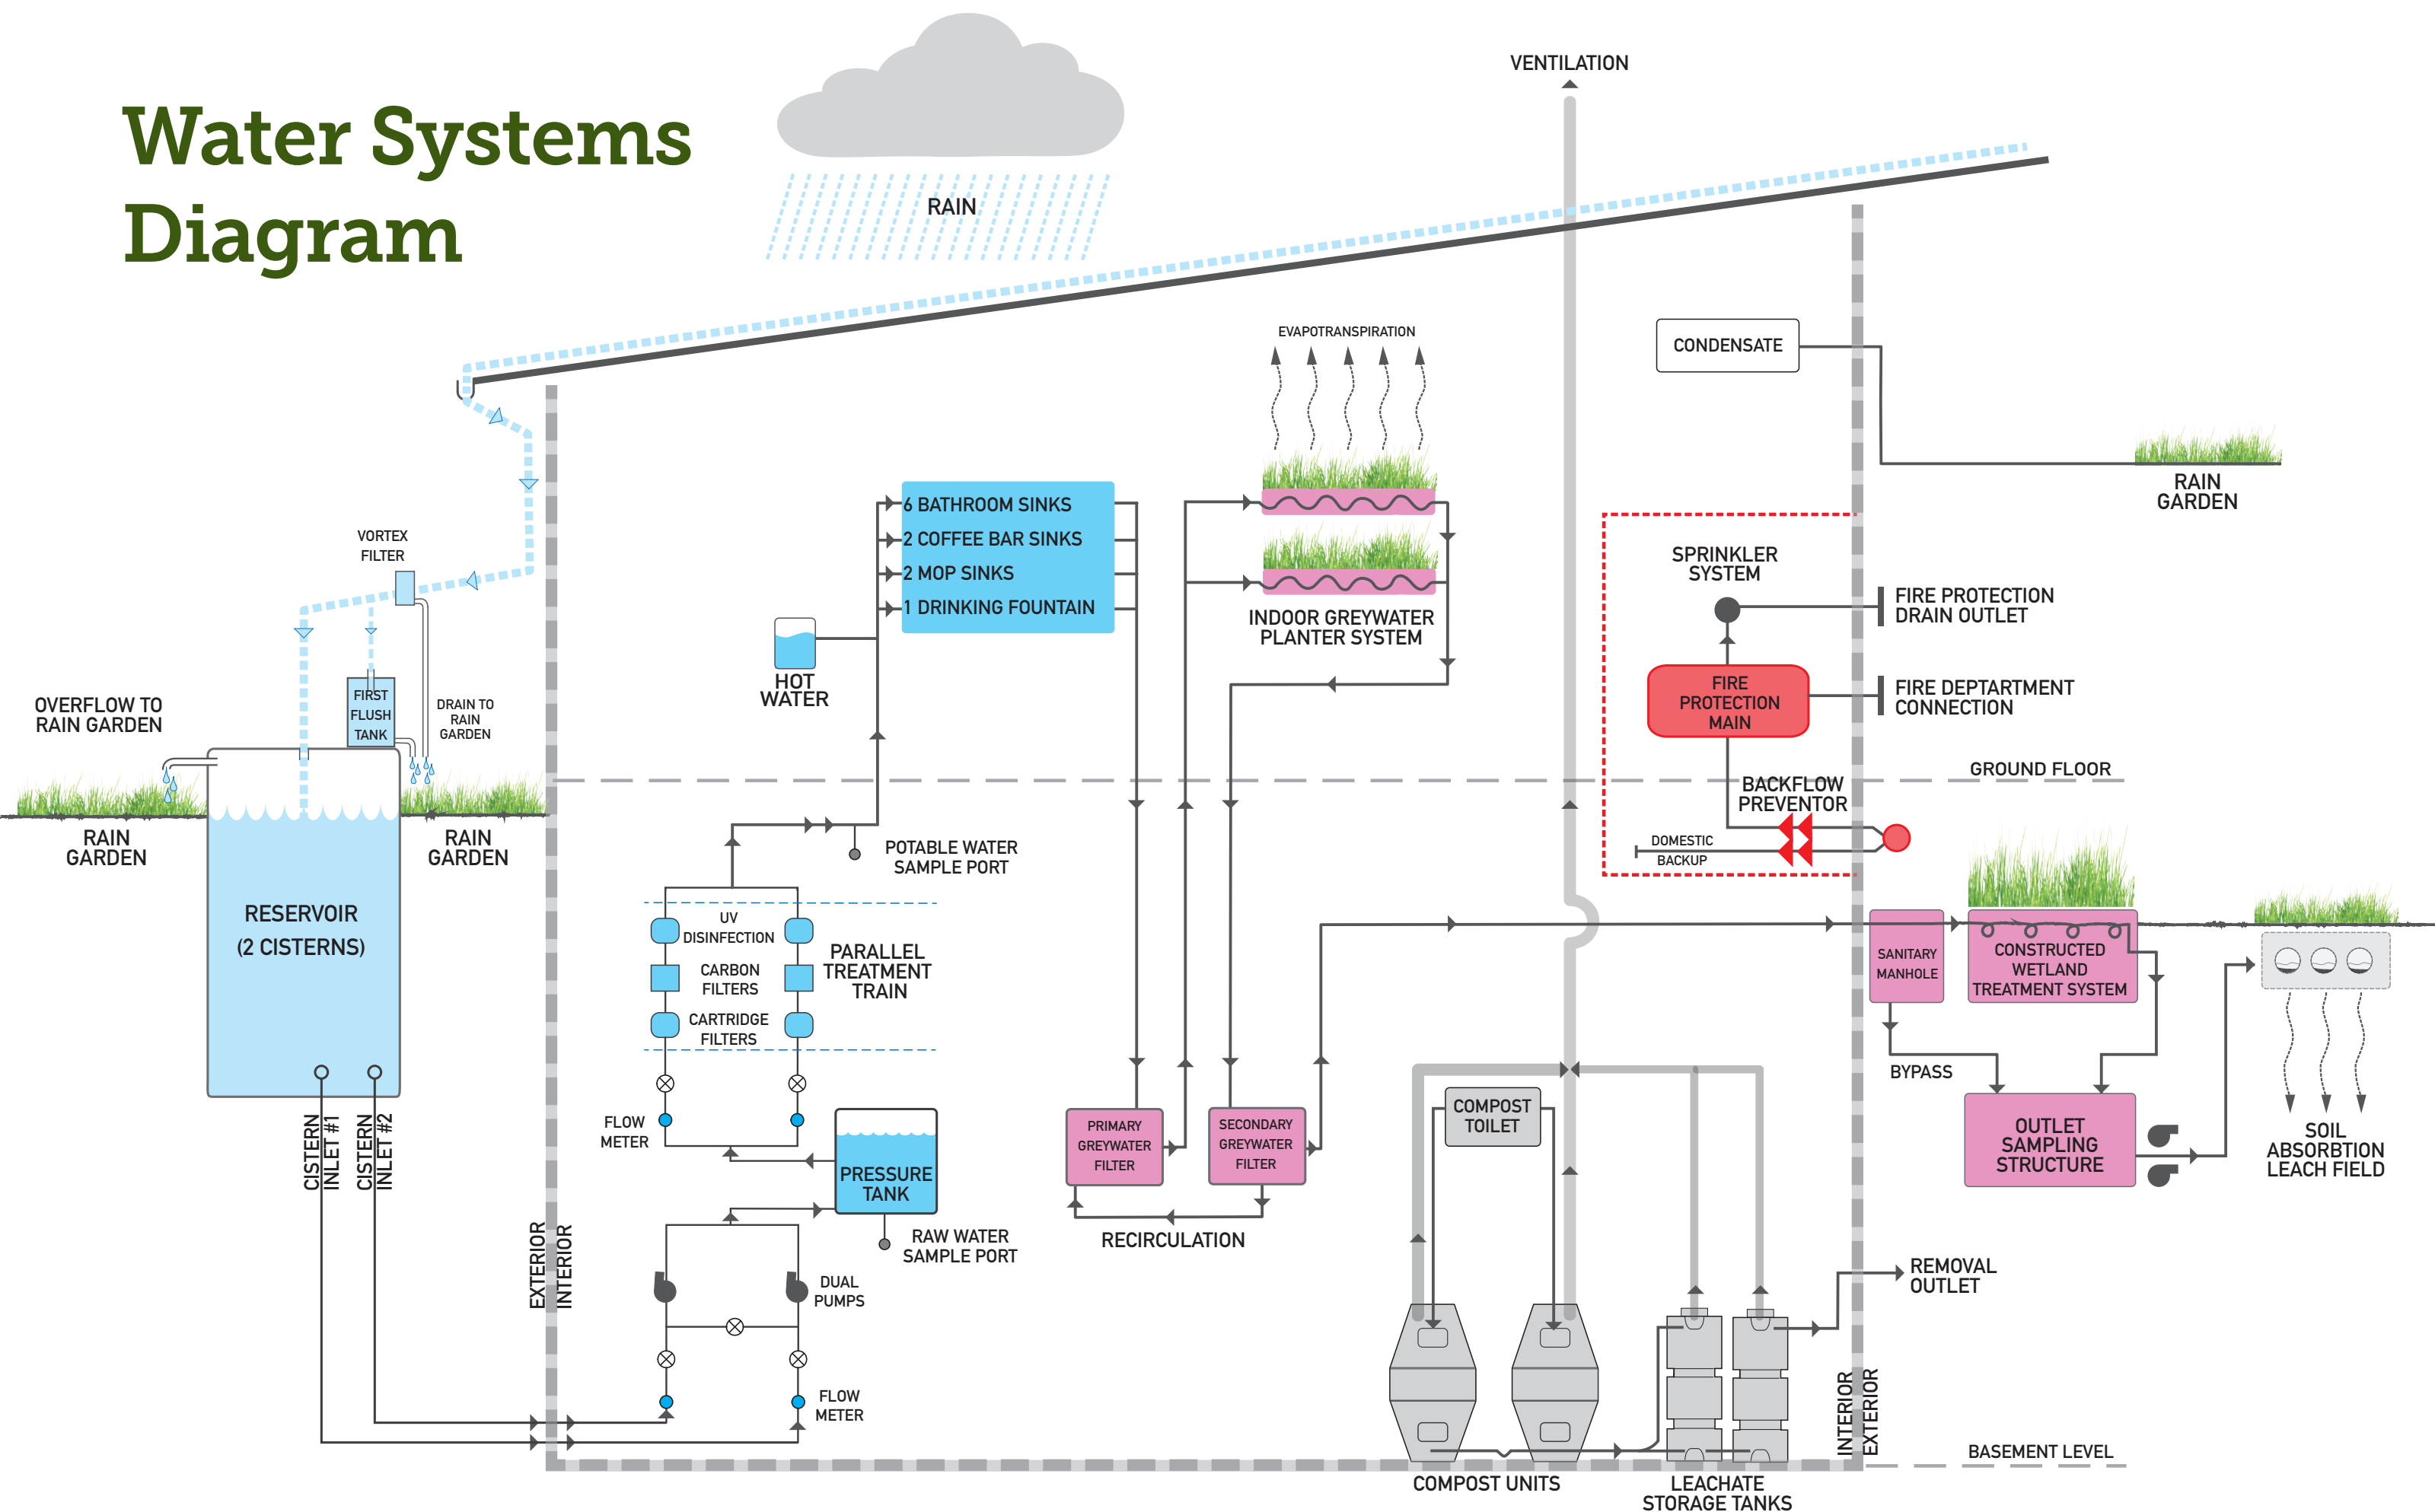 Water Systems
Diagram
RAIN
VENTILATION
EVAPOTRANSPIRATION
CONDENSATE
RAIN
GARDEN
VORTEX
FILTER
6 BATHROOM SINKS
2 COFFEE BAR SINKS
2 MOP SINKS
1 DRINKING FOUNTAIN
HOT
WATER
INDOOR GREYWATER
PLANTER SYSTEM
SPRINKLER
SYSTEM
FIRE PROTECTION
DRAIN OUTLET
FIRE
PROTECTION
MAIN
FIRE DEPTARTMENT
CONNECTION
OVERFLOW TO
RAIN GARDEN
FIRST
FLUSH
TANK
DRAIN TO
RAIN
GARDEN
GROUND FLOOR
BACKFLOW
PREVENTOR
DOMESTIC
BACKUP
RAIN
GARDEN
RAIN
GARDEN
POTABLE WATER
SAMPLE PORT
RESERVOIR
(2 CISTERNS)
UV
DISINFECTION
CARBON
FILTERS
CARTRIDGE
FILTERS
PARALLEL
TREATMENT
TRAIN
SANITARY
MANHOLE
CONSTRUCTED
WETLAND
TREATMENT SYSTEM
BYPASS
CISTERN
INLET #1
CISTERN
INLET #2
FLOW
METER
PRESSURE
TANK
PRIMARY
GREYWATER
FILTER
SECONDARY
GREYWATER
FILTER
COMPOST
TOILET
OUTLET
SAMPLING
STRUCTURE
SOIL
ABSORBTION
LEACH FIELD
RECIRCULATION
RAW WATER
SAMPLE PORT
EXTERIOR
INTERIOR
DUAL
PUMPS
REMOVAL
OUTLET
FLOW
METER
INTERIOR
EXTERIOR
BASEMENT LEVEL
COMPOST UNITS
LEACHATE
STORAGE TANKS